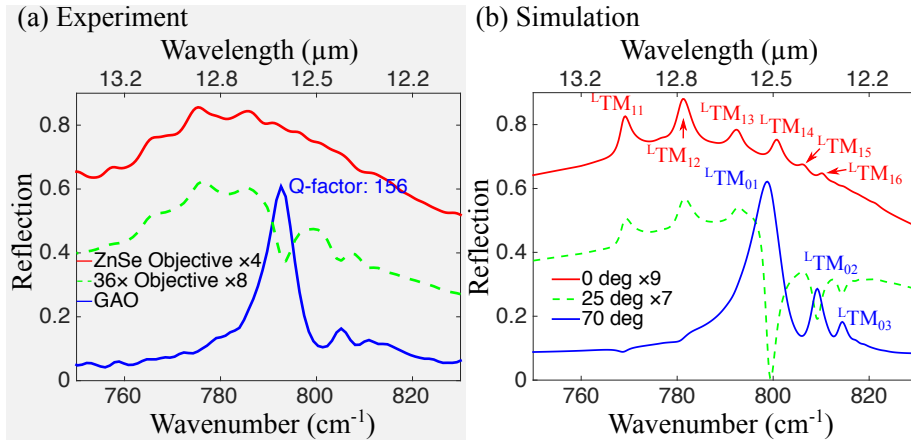 (a) Experiment
Wavelength (µm)
13.2 12.8 12.5 12.2
0.8
0.6
0.4
0.2
0
Reflection
Q-factor: 156
ZnSe Objective ×4
36× Objective ×8
GAO
760 780 800 820
Wavenumber (cm⁻¹)
(b) Simulation
Wavelength (µm)
13.2 12.8 12.5 12.2
0.8
0.6
0.4
0.2
0
Reflection
ᴸTM₁₁
ᴸTM₁₂
ᴸTM₁₃
ᴸTM₁₄
ᴸTM₁₅
ᴸTM₁₆
ᴸTM₀₁
ᴸTM₀₂
ᴸTM₀₃
0 deg ×9
25 deg ×7
70 deg
760 780 800 820
Wavenumber (cm⁻¹)